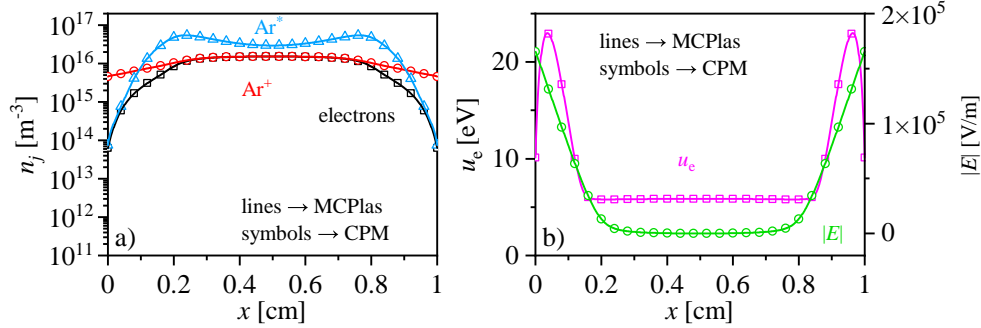 10^17
10^16
10^15
10^14
10^13
10^12
10^11
n_j [m^-3]
Ar*
Ar+
electrons
lines → MCPlas
symbols → CPM
a)
0 0.2 0.4 0.6 0.8 1
x [cm]
20
10
0
u_e [eV]
lines → MCPlas
symbols → CPM
u_e
|E|
b)
0 0.2 0.4 0.6 0.8 1
x [cm]
2×10^5
1×10^5
0
|E| [V/m]